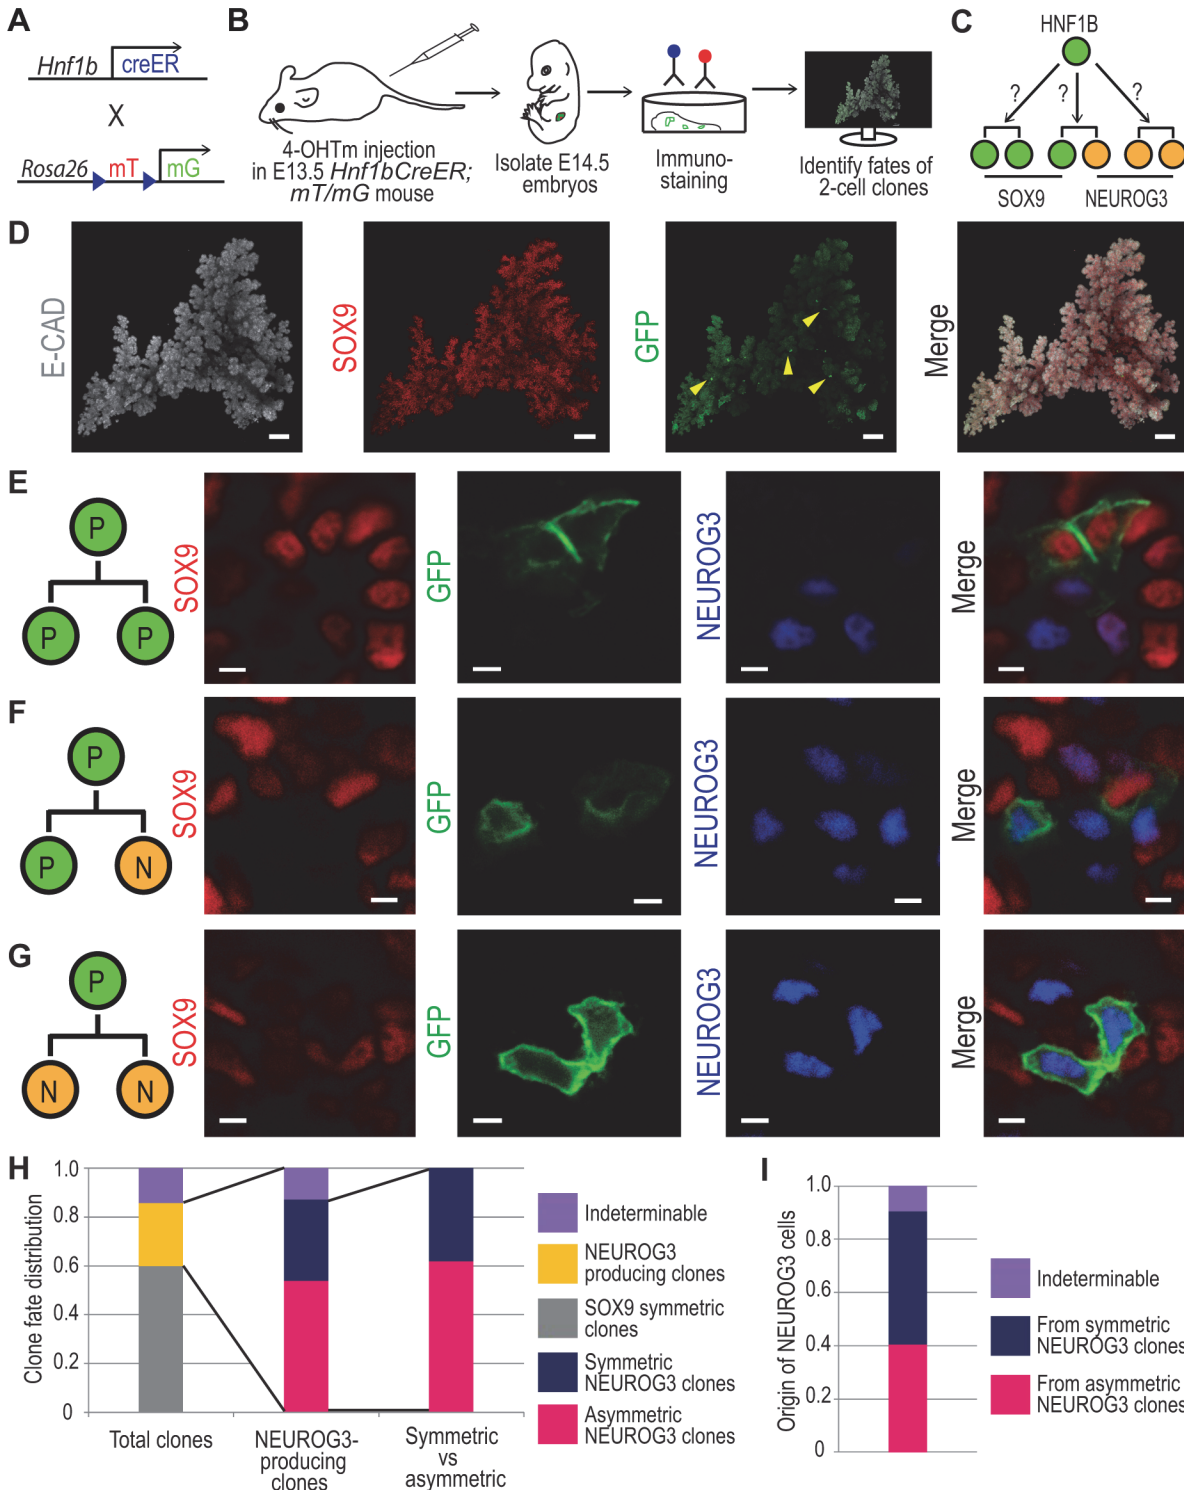 A
Hnf1b
creER
X
Rosa26
mT
mG
B
4-OHTm injection
in E13.5 Hnf1bCreER;
mT/mG mouse
Isolate E14.5
embryos
Immuno-
staining
Identify fates of
2-cell clones
C
HNF1B
?
?
?
SOX9
NEUROG3
D
E-CAD
SOX9
GFP
Merge
E
P
P
P
SOX9
GFP
NEUROG3
Merge
F
P
P
N
SOX9
GFP
NEUROG3
Merge
G
P
N
N
SOX9
GFP
NEUROG3
Merge
H
Clone fate distribution
1.0
0.8
0.6
0.4
0.2
0
Total clones
NEUROG3-
producing
clones
Symmetric
vs
asymmetric
Indeterminable
NEUROG3
producing clones
SOX9 symmetric
clones
Symmetric
NEUROG3 clones
Asymmetric
NEUROG3 clones
I
Origin of NEUROG3 cells
1.0
0.8
0.6
0.4
0.2
0
Indeterminable
From symmetric
NEUROG3 clones
From asymmetric
NEUROG3 clones